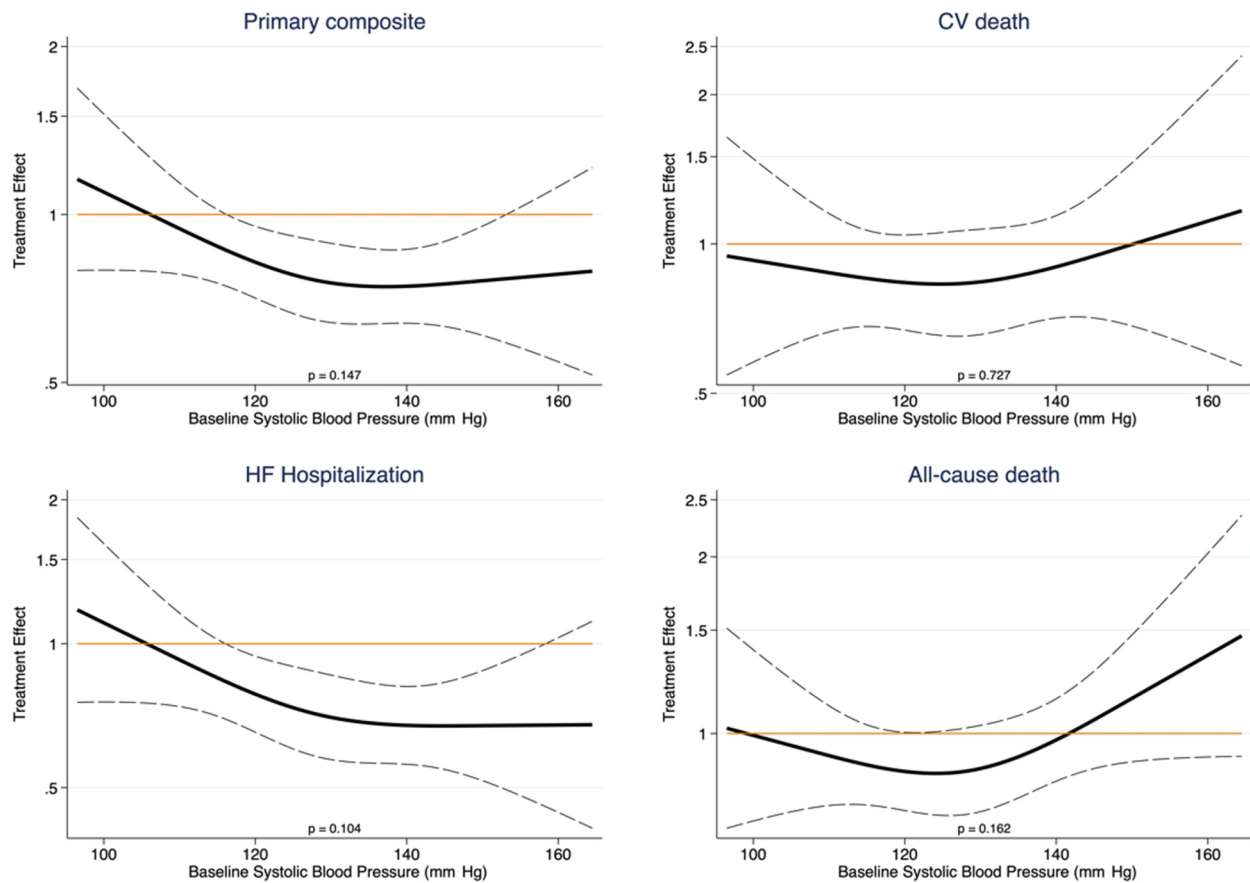 Primary composite
2
1.5
1
.5
Treatment Effect
p = 0.147
100 120 140 160
Baseline Systolic Blood Pressure (mm Hg)
CV death
2.5
2
1.5
1
.5
Treatment Effect
p = 0.727
100 120 140 160
Baseline Systolic Blood Pressure (mm Hg)
HF Hospitalization
2
1.5
1
.5
Treatment Effect
p = 0.104
100 120 140 160
Baseline Systolic Blood Pressure (mm Hg)
All-cause death
2.5
2
1.5
1
Treatment Effect
p = 0.162
100 120 140 160
Baseline Systolic Blood Pressure (mm Hg)